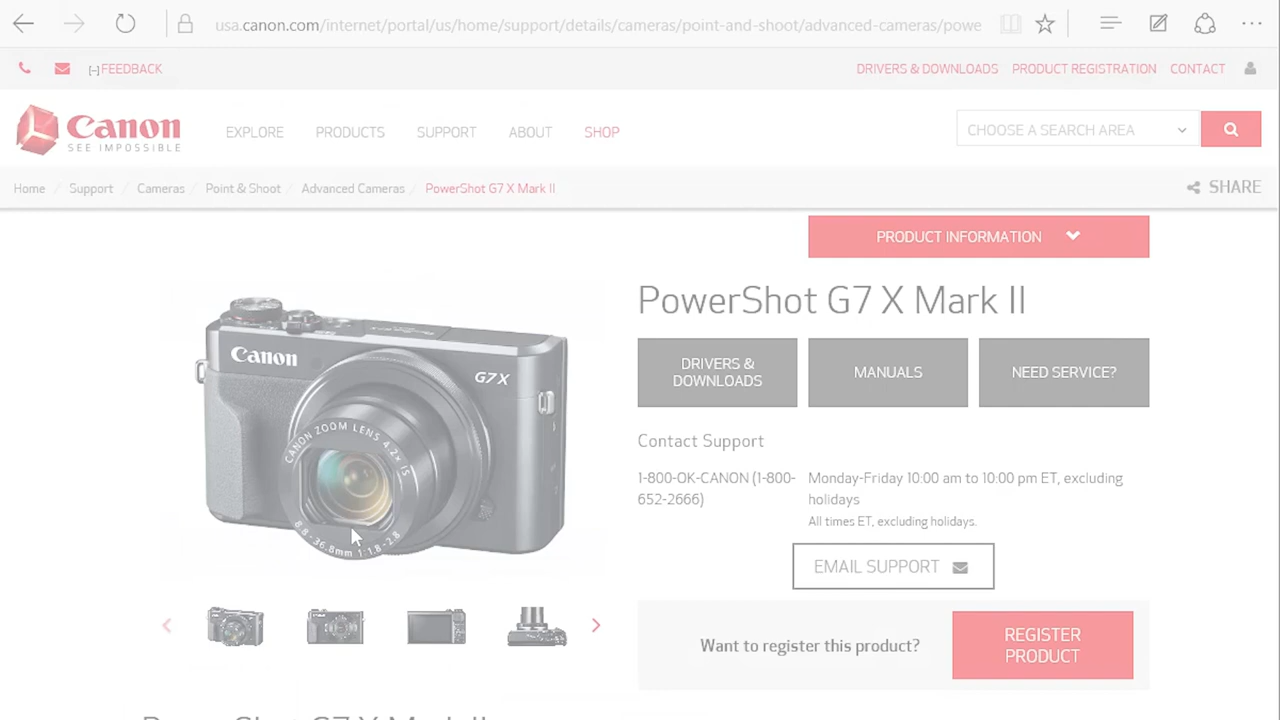 usa.canon.com/internet/portal/us/home/support/details/cameras/point-and-shoot/advanced-cameras/powe
[–] FEEDBACK
DRIVERS & DOWNLOADS PRODUCT REGISTRATION CONTACT
Canon
SEE IMPOSSIBLE
EXPLORE PRODUCTS SUPPORT ABOUT SHOP
CHOOSE A SEARCH AREA
Home / Support / Cameras / Point & Shoot / Advanced Cameras / PowerShot G7 X Mark II
SHARE
PRODUCT INFORMATION
Canon
G7X
CANON ZOOM LENS 4.2x IS
8.8-36.8mm 1:1.8-2.8
PowerShot G7 X Mark II
DRIVERS &
DOWNLOADS
MANUALS
NEED SERVICE?
Contact Support
1-800-OK-CANON (1-800-
652-2666)
Monday-Friday 10:00 am to 10:00 pm ET, excluding
holidays
All times ET, excluding holidays.
EMAIL SUPPORT
Want to register this product?
REGISTER
PRODUCT
PowerShot G7 X Mark II